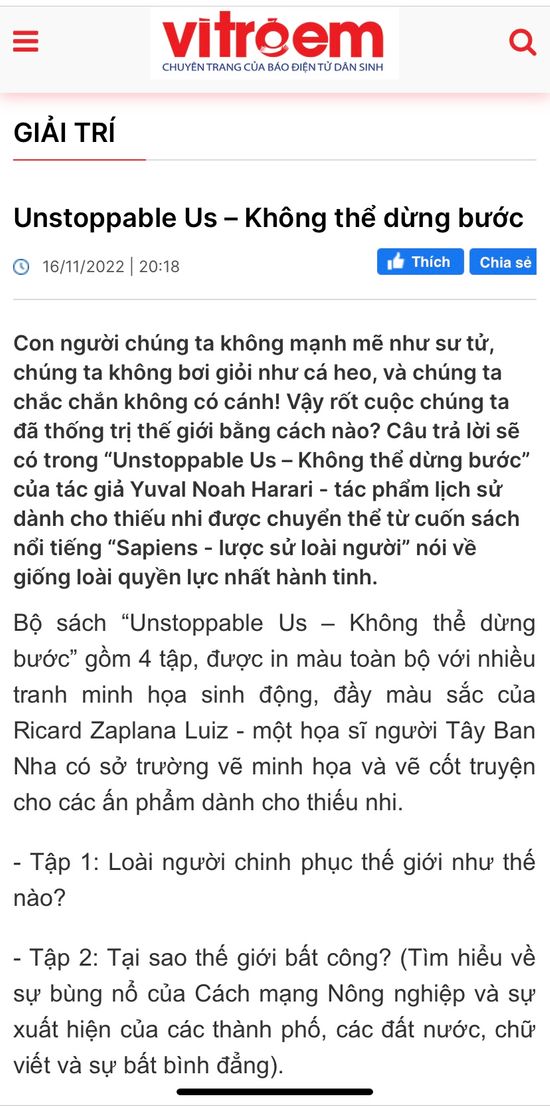 vìtrẻem
CHUYÊN TRANG CỦA BÁO ĐIỆN TỬ DÂN SINH
GIẢI TRÍ
Unstoppable Us – Không thể dừng bước
16/11/2022 | 20:18
Thích
Chia sẻ
Con người chúng ta không mạnh mẽ như sư tử,
chúng ta không bơi giỏi như cá heo, và chúng ta
chắc chắn không có cánh! Vậy rốt cuộc chúng ta
đã thống trị thế giới bằng cách nào? Câu trả lời sẽ
có trong “Unstoppable Us – Không thể dừng bước”
của tác giả Yuval Noah Harari - tác phẩm lịch sử
dành cho thiếu nhi được chuyển thể từ cuốn sách
nổi tiếng “Sapiens - lược sử loài người” nói về
giống loài quyền lực nhất hành tinh.
Bộ sách “Unstoppable Us – Không thể dừng
bước” gồm 4 tập, được in màu toàn bộ với nhiều
tranh minh họa sinh động, đầy màu sắc của
Ricard Zaplana Luiz - một họa sĩ người Tây Ban
Nha có sở trường vẽ minh họa và vẽ cốt truyện
cho các ấn phẩm dành cho thiếu nhi.
- Tập 1: Loài người chinh phục thế giới như thế
nào?
- Tập 2: Tại sao thế giới bất công? (Tìm hiểu về
sự bùng nổ của Cách mạng Nông nghiệp và sự
xuất hiện của các thành phố, các đất nước, chữ
viết và sự bất bình đẳng).